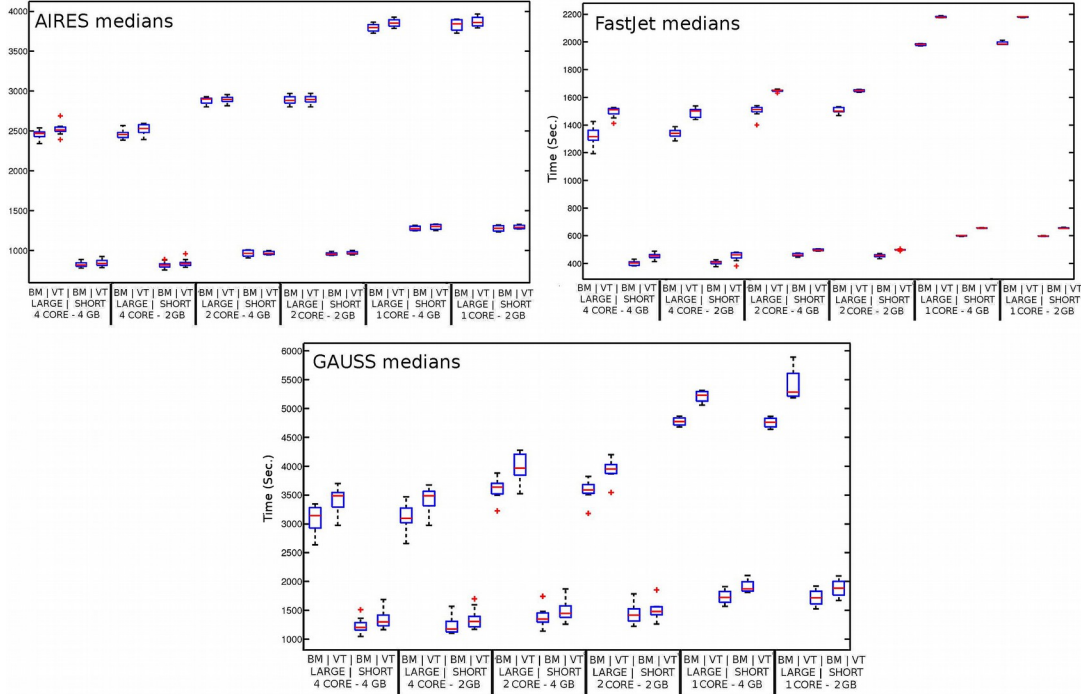 AIRES medians
4000
3500
3000
2500
2000
1500
1000
BM | VT | BM | VT BM | VT | BM | VT BM | VT | BM | VT BM | VT | BM | VT BM | VT | BM | VT BM | VT | BM | VT
LARGE | SHORT LARGE | SHORT LARGE | SHORT LARGE | SHORT LARGE | SHORT LARGE | SHORT
4 CORE - 4 GB 4 CORE - 2GB 2 CORE - 4 GB 2 CORE - 2GB 1 CORE - 4 GB 1 CORE - 2GB
FastJet medians
Time (Sec.)
2200
2000
1800
1600
1400
1200
1000
800
600
400
BM | VT | BM | VT BM | VT | BM | VT BM | VT | BM | VT BM | VT | BM | VT BM | VT | BM | VT BM | VT | BM | VT
LARGE | SHORT LARGE | SHORT LARGE | SHORT LARGE | SHORT LARGE | SHORT LARGE | SHORT
4 CORE - 4 GB 4 CORE - 2GB 2 CORE - 4 GB 2 CORE - 2GB 1 CORE - 4 GB 1 CORE - 2GB
GAUSS medians
Time (Sec.)
6000
5500
5000
4500
4000
3500
3000
2500
2000
1500
1000
BM | VT | BM | VT BM | VT | BM | VT BM | VT | BM | VT BM | VT | BM | VT BM | VT | BM | VT BM | VT | BM | VT
LARGE | SHORT LARGE | SHORT LARGE | SHORT LARGE | SHORT LARGE | SHORT LARGE | SHORT
4 CORE - 4 GB 4 CORE - 2GB 2 CORE - 4 GB 2 CORE - 2GB 1 CORE - 4 GB 1 CORE - 2GB